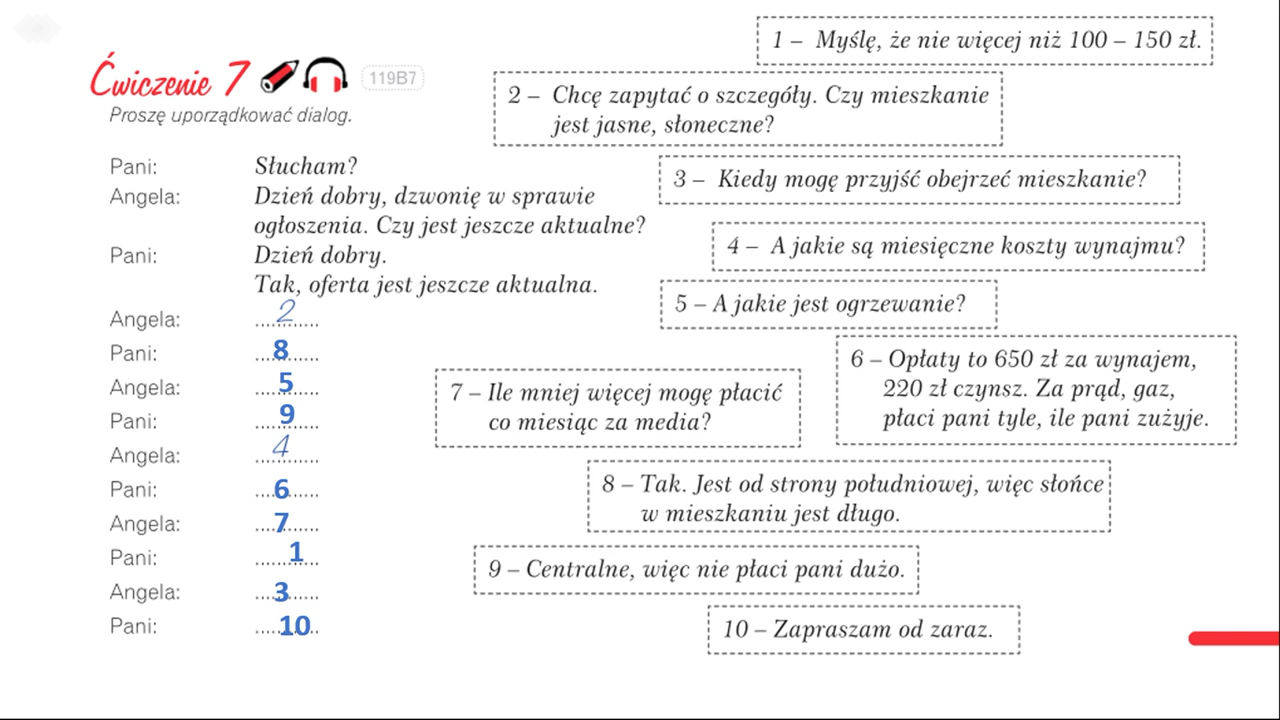 Ćwiczenie 7 119B7
Proszę uporządkować dialog.
Pani: Słucham?
Angela: Dzień dobry, dzwonię w sprawie
ogłoszenia. Czy jest jeszcze aktualne?
Pani: Dzień dobry.
Tak, oferta jest jeszcze aktualna.
Angela: ....2......
Pani: ....8......
Angela: ....5......
Pani: ....9......
Angela: ....4......
Pani: ....6......
Angela: ....7......
Pani: ....1......
Angela: ....3......
Pani: ....10......
1 – Myślę, że nie więcej niż 100 – 150 zł.
2 – Chcę zapytać o szczegóły. Czy mieszkanie
jest jasne, słoneczne?
3 – Kiedy mogę przyjść obejrzeć mieszkanie?
4 – A jakie są miesięczne koszty wynajmu?
5 – A jakie jest ogrzewanie?
6 – Opłaty to 650 zł za wynajem,
220 zł czynsz. Za prąd, gaz,
płaci pani tyle, ile pani zużyje.
7 – Ile mniej więcej mogę płacić
co miesiąc za media?
8 – Tak. Jest od strony południowej, więc słońce
w mieszkaniu jest długo.
9 – Centralne, więc nie płaci pani dużo.
10 – Zapraszam od zaraz.